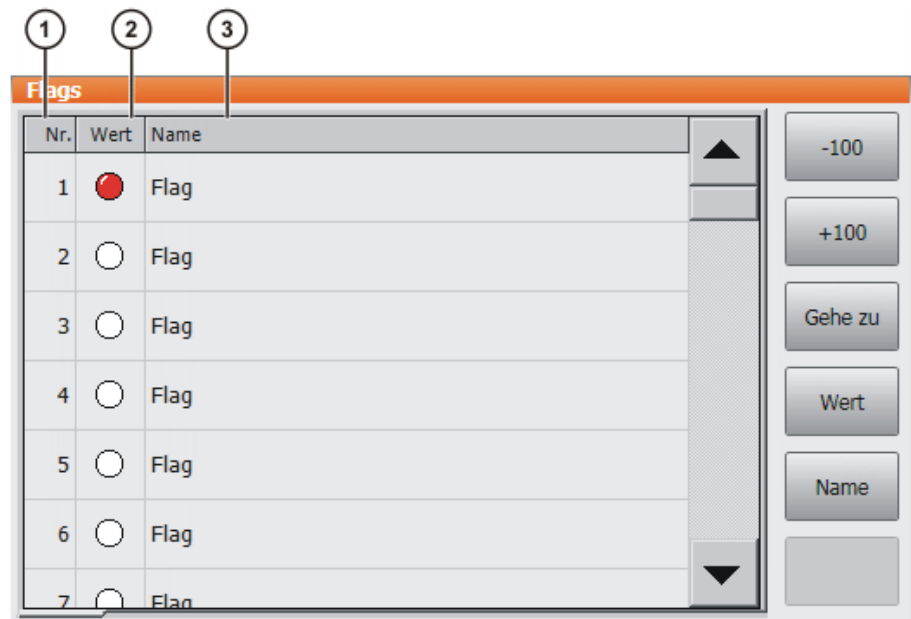 1 2 3
Flags
Nr. Wert Name
1 Flag
2 Flag
3 Flag
4 Flag
5 Flag
6 Flag
7 Flag
-100
+100
Gehe zu
Wert
Name